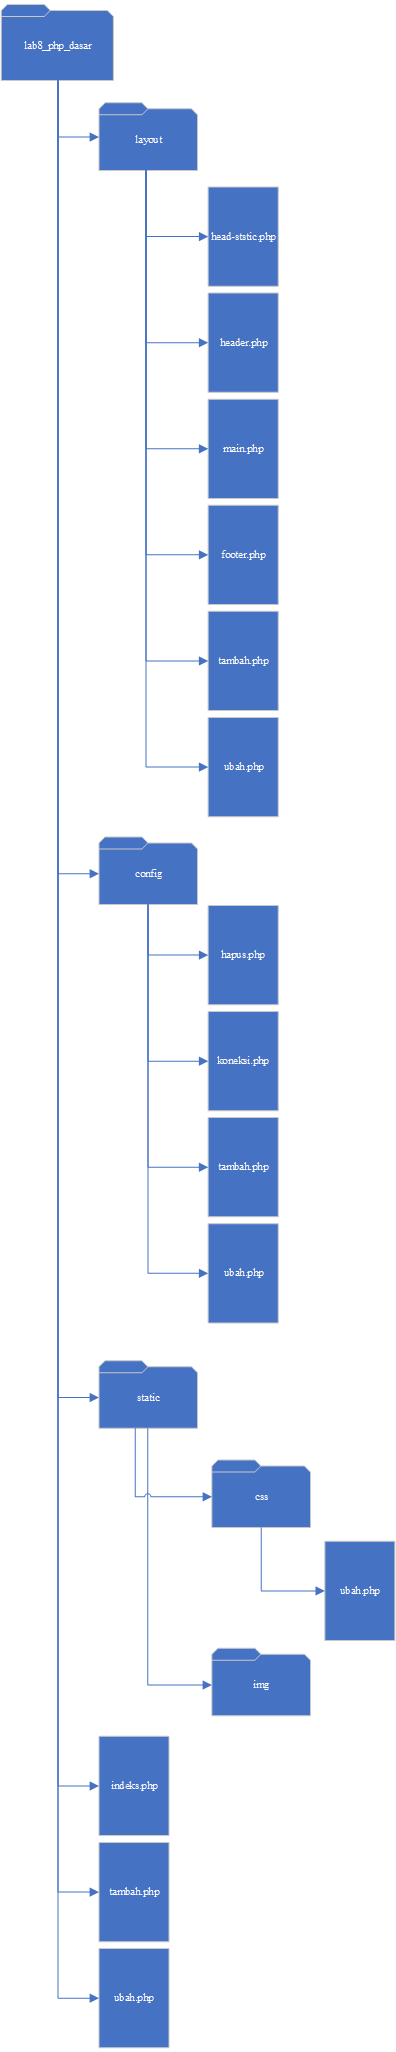 lab8_php_dasar
layout
head-ststic.php
header.php
main.php
footer.php
tambah.php
ubah.php
config
hapus.php
koneksi.php
tambah.php
ubah.php
static
css
ubah.php
img
indeks.php
tambah.php
ubah.php